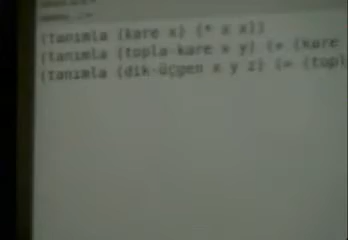 (tanımla (kare x) (* x x))
(tanımla (topla-kare x y) (+ (kare
(tanımla (dik-üçgen x y z) (= (topl